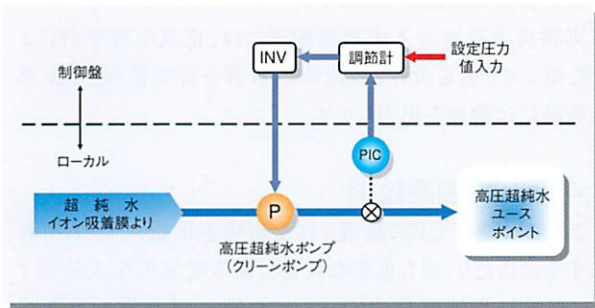 制御盤
ローカル
INV
調節計
設定圧力
値入力
PIC
超純水
イオン吸着膜より
P
高圧超純水ポンプ
(クリーンポンプ)
高圧超純水
ユース
ポイント